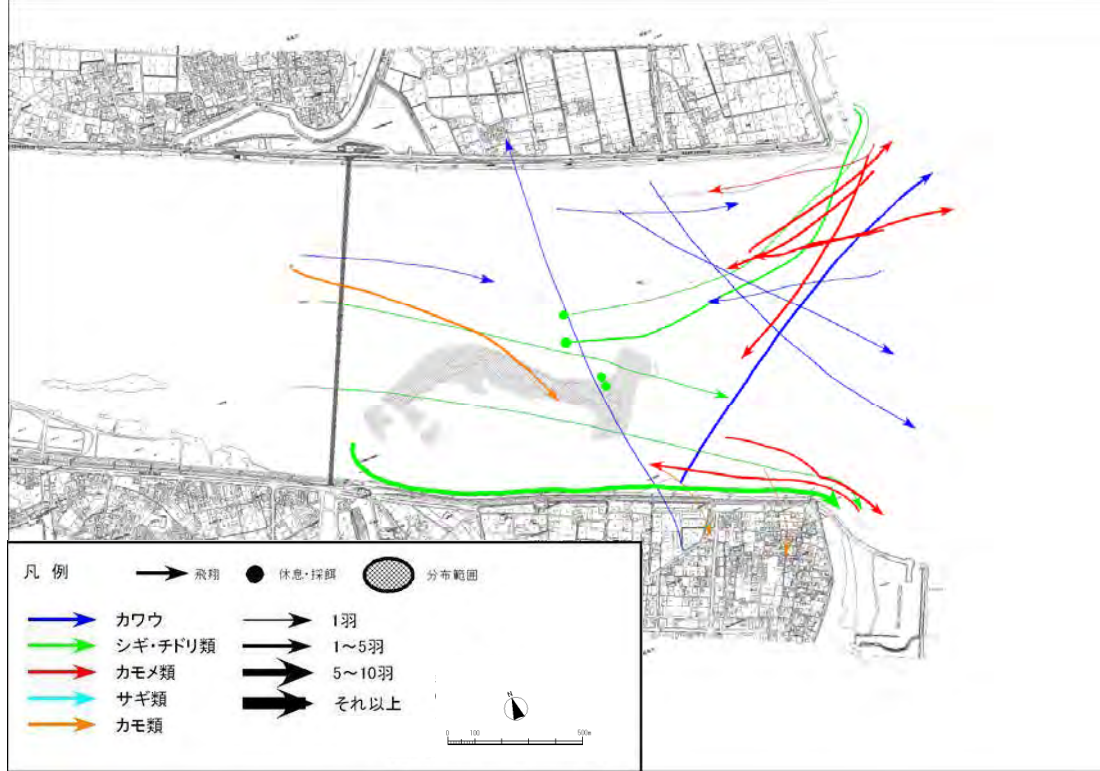 凡 例
飛翔
休息・採餌
分布範囲
カワウ
1羽
シギ・チドリ類
1～5羽
カモメ類
5～10羽
サギ類
それ以上
カモ類
N
0 100 500m